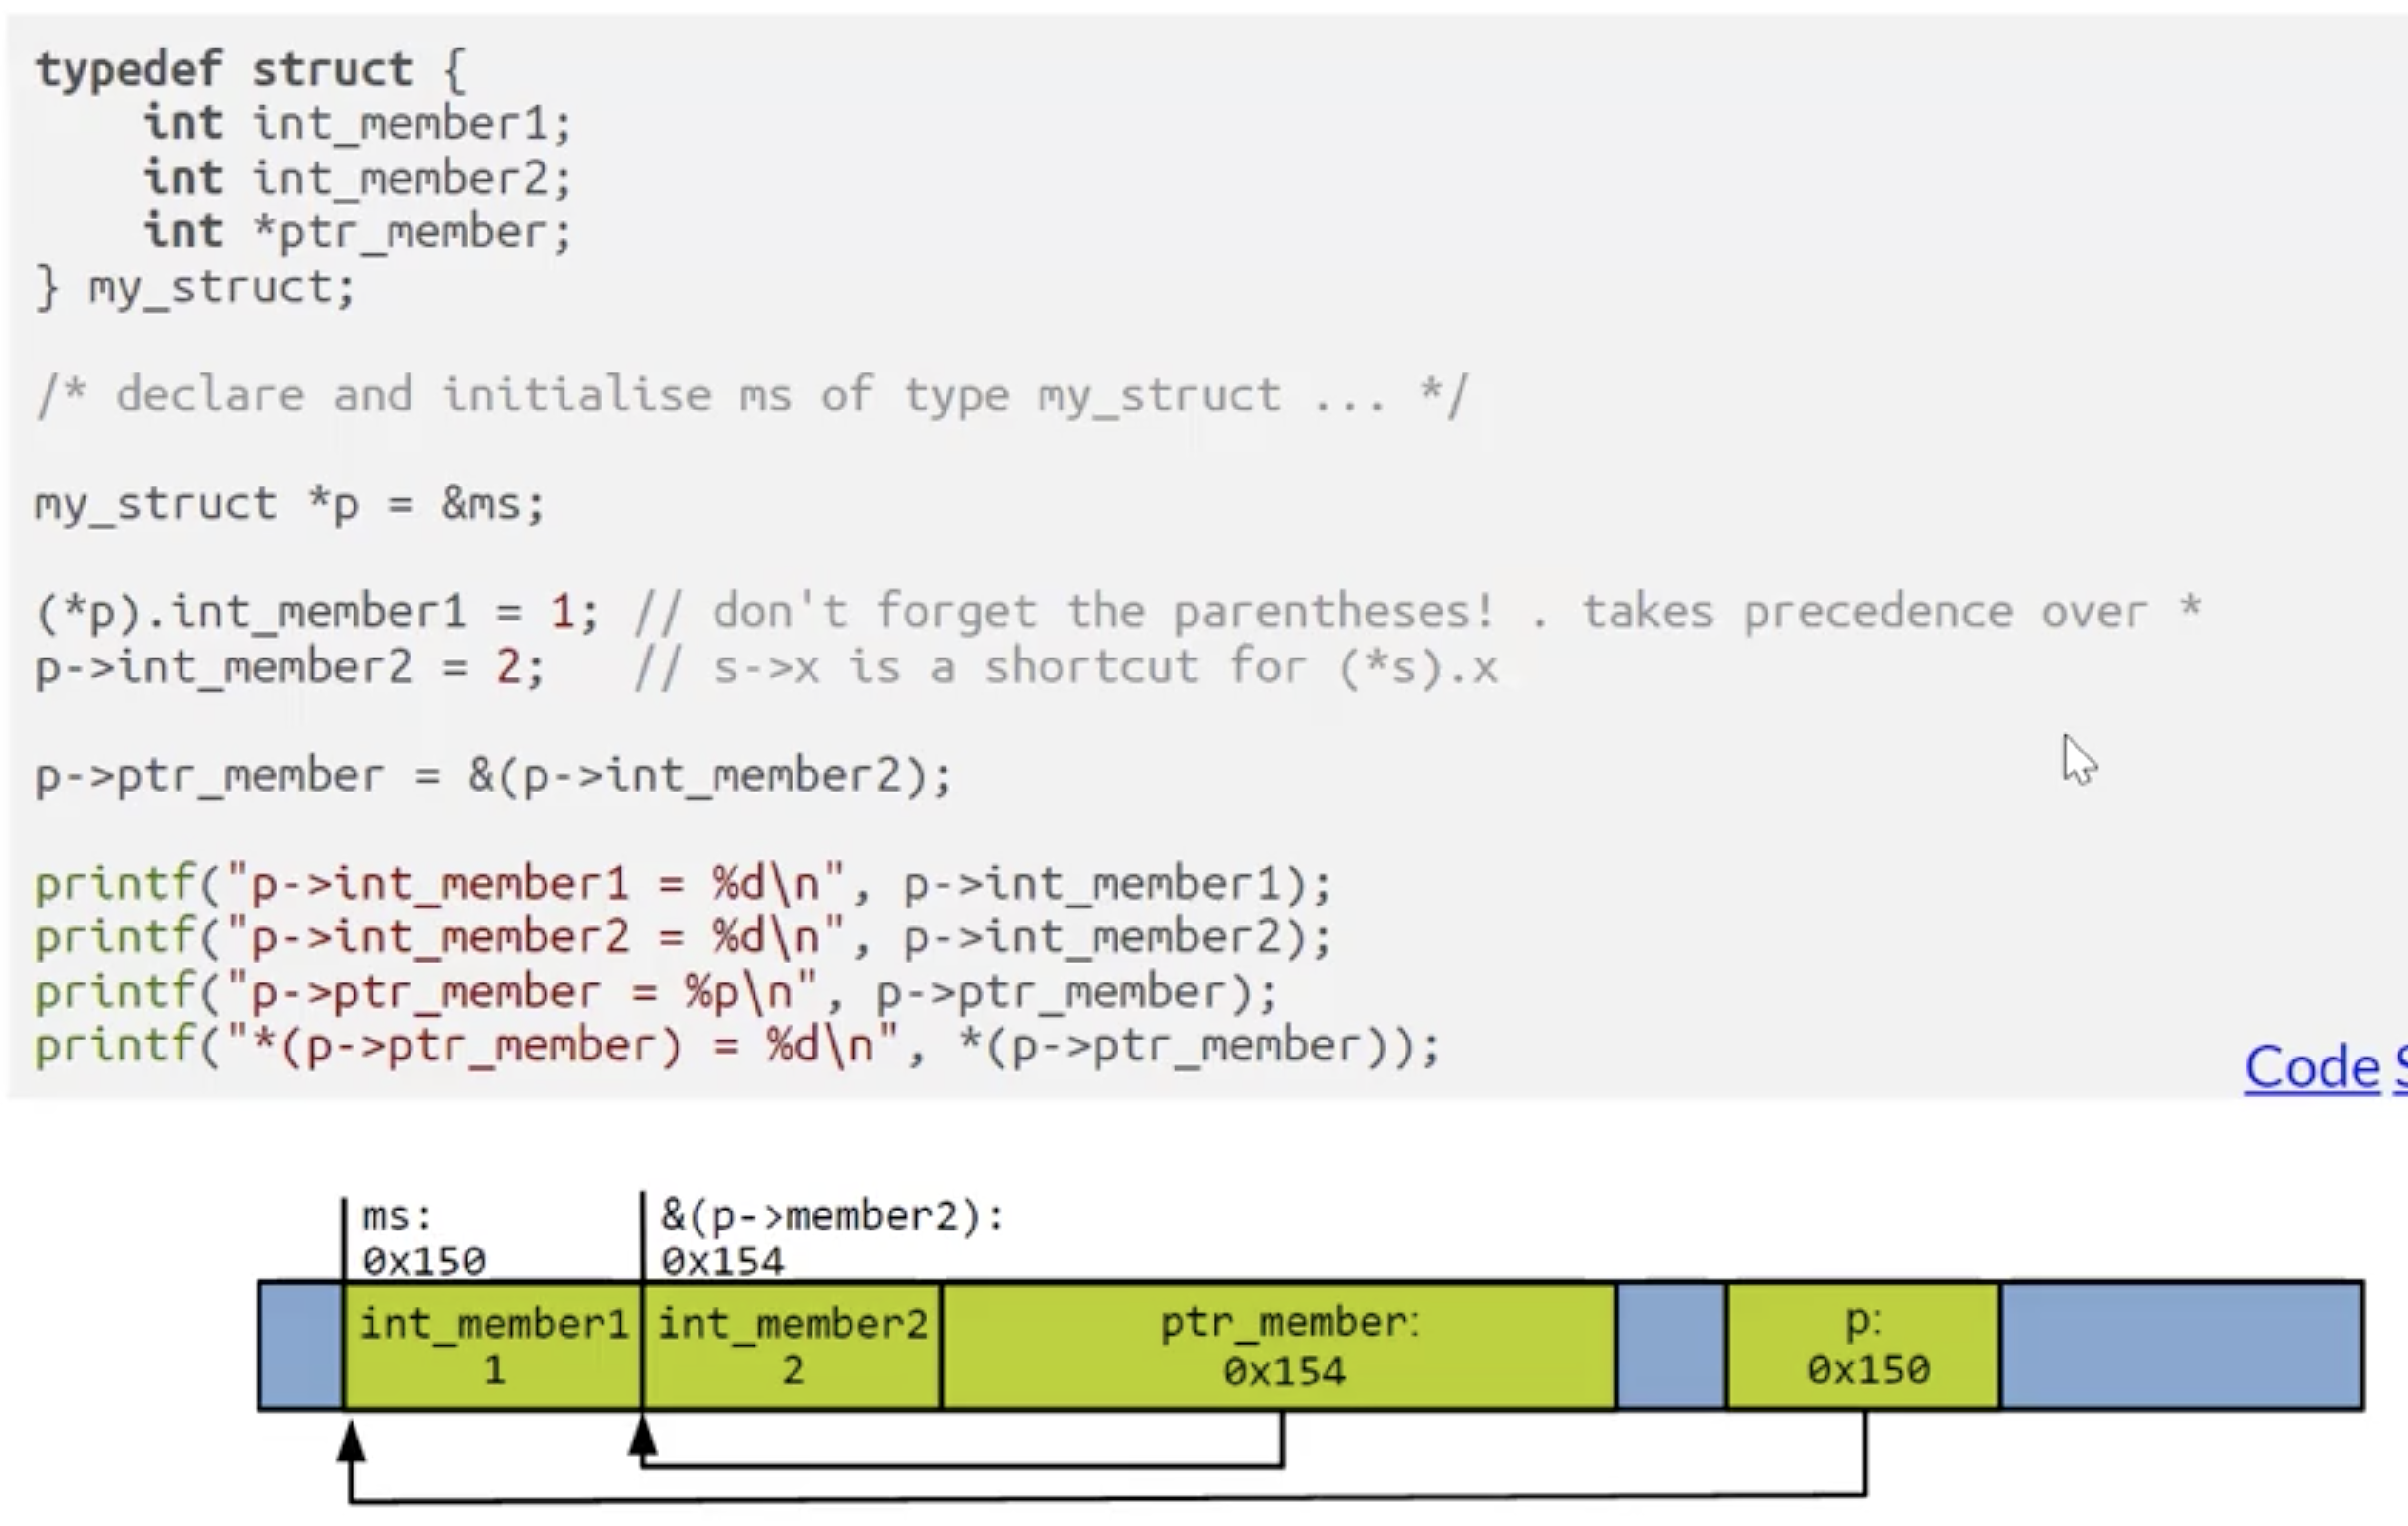 typedef struct {
    int int_member1;
    int int_member2;
    int *ptr_member;
} my_struct;
/* declare and initialise ms of type my_struct ... */
my_struct *p = &ms;
(*p).int_member1 = 1; // don't forget the parentheses! . takes precedence over *
p->int_member2 = 2;   // s->x is a shortcut for (*s).x
p->ptr_member = &(p->int_member2);
printf("p->int_member1 = %d\n", p->int_member1);
printf("p->int_member2 = %d\n", p->int_member2);
printf("p->ptr_member = %p\n", p->ptr_member);
printf("*(p->ptr_member) = %d\n", *(p->ptr_member));
Code
ms:
0x150
&(p->member2):
0x154
int_member1
1
int_member2
2
ptr_member:
0x154
p:
0x150